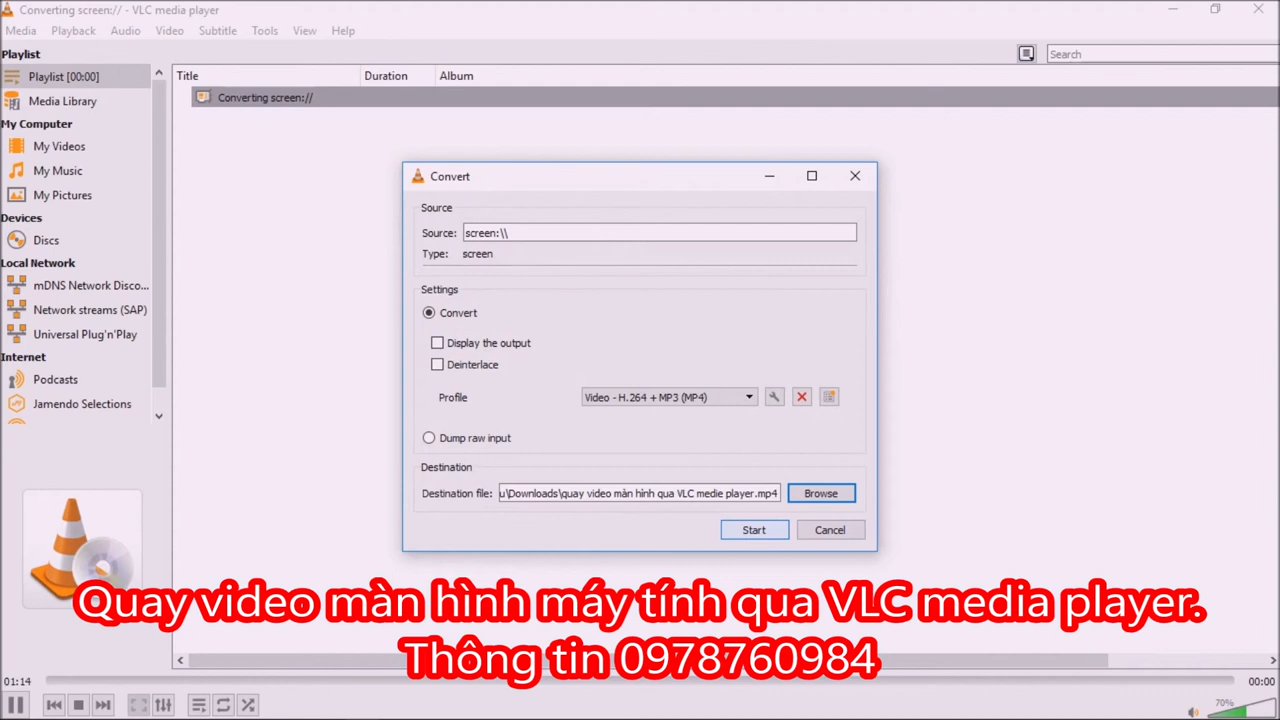 Converting screen:// - VLC media player
Media Playback Audio Video Subtitle Tools View Help
Playlist
Search
Playlist [00:00]
Title Duration Album
Media Library
Converting screen://
My Computer
My Videos
My Music
My Pictures
Devices
Discs
Local Network
mDNS Network Disco...
Network streams (SAP)
Universal Plug'n'Play
Internet
Podcasts
Jamendo Selections
Convert
Source
Source: screen:\\
Type: screen
Settings
Convert
Display the output
Deinterlace
Profile Video - H.264 + MP3 (MP4)
Dump raw input
Destination
Destination file: u\Downloads\quay video màn hình qua VLC medie player.mp4 Browse
Start Cancel
Quay video màn hình máy tính qua VLC media player.
Thông tin 0978760984
01:14 00:00
70%